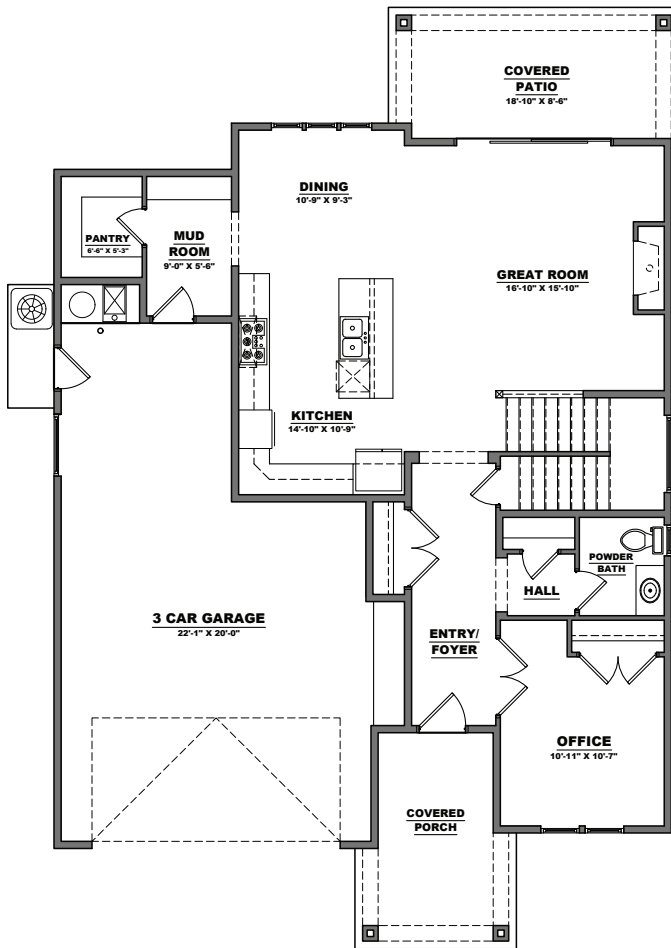 COVERED
PATIO
18'-10" X 8'-6"
DINING
10'-9" X 9'-3"
PANTRY
6'-6" X 5'-3"
MUD
ROOM
9'-0" X 5'-6"
GREAT ROOM
16'-10" X 15'-10"
KITCHEN
14'-10" X 10'-9"
POWDER
BATH
HALL
3 CAR GARAGE
22'-1" X 20'-0"
ENTRY/
FOYER
OFFICE
10'-11" X 10'-7"
COVERED
PORCH